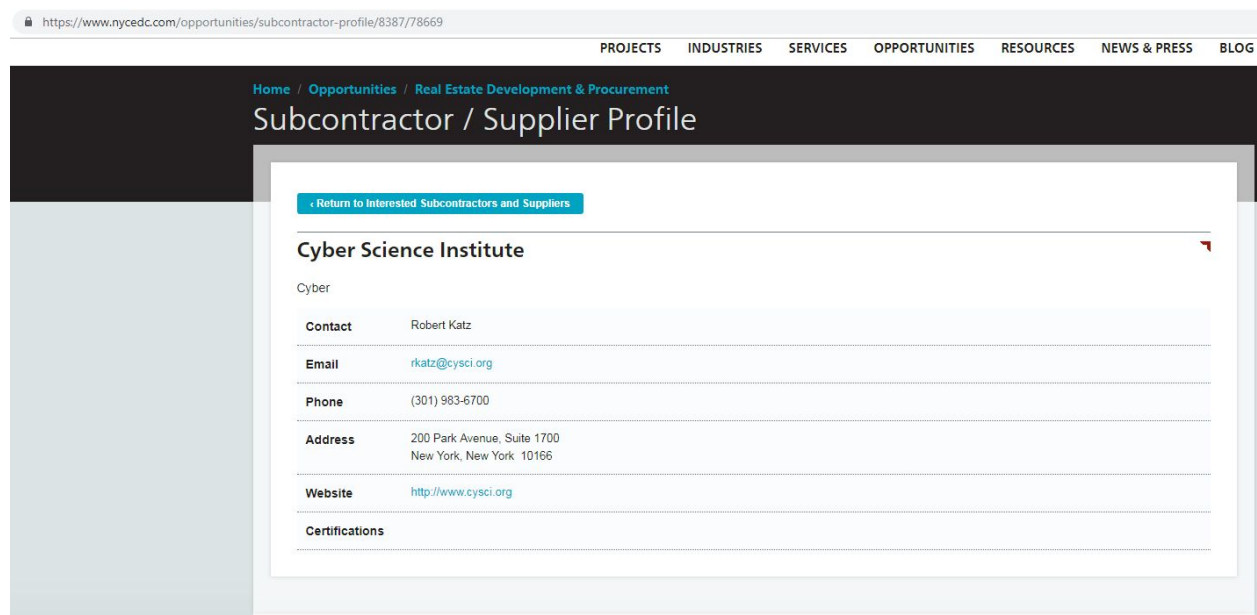 https://www.nycedc.com/opportunities/subcontractor-profile/8387/78669
PROJECTS INDUSTRIES SERVICES OPPORTUNITIES RESOURCES NEWS & PRESS BLOG
Home / Opportunities / Real Estate Development & Procurement
Subcontractor / Supplier Profile
‹ Return to Interested Subcontractors and Suppliers
Cyber Science Institute
Cyber
Contact Robert Katz
Email rkatz@cysci.org
Phone (301) 983-6700
Address 200 Park Avenue, Suite 1700
New York, New York 10166
Website http://www.cysci.org
Certifications